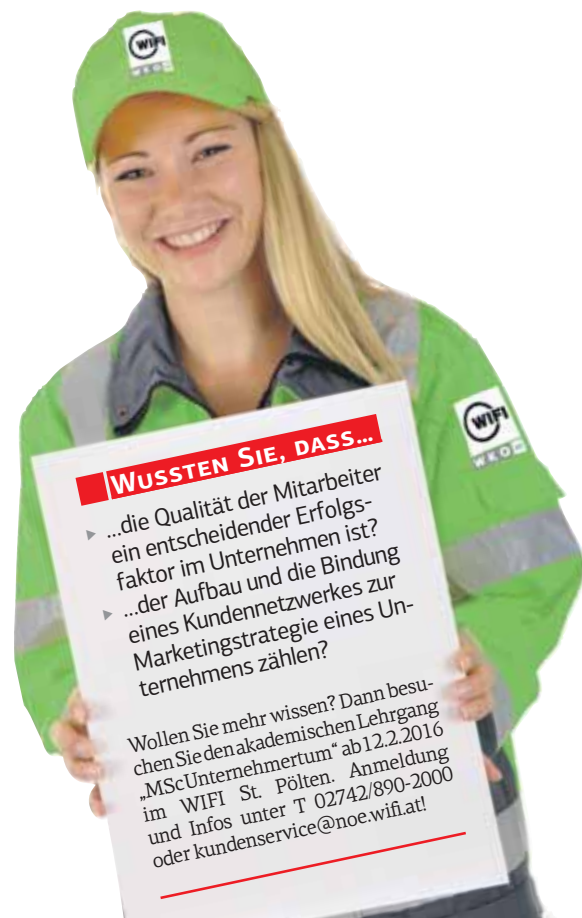 WIFI
WKO
WIFI
WKO
WUSSTEN SIE, DASS...
...die Qualität der Mitarbeiter
ein entscheidender Erfolgs-
faktor im Unternehmen ist?
...der Aufbau und die Bindung
eines Kundennetzwerkes zur
Marketingstrategie eines Un-
ternehmens zählen?
Wollen Sie mehr wissen? Dann besu-
chen Sie den akademischen Lehrgang
„MSc Unternehmertum“ ab 12.2.2016
im WIFI St. Pölten. Anmeldung
und Infos unter T 02742/890-2000
oder kundenservice@noe.wifi.at!